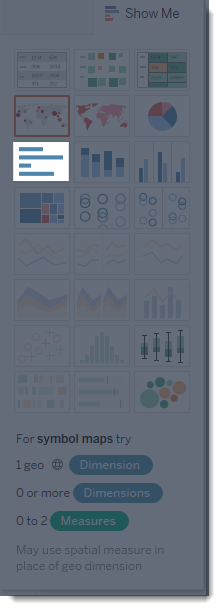 Show Me
For symbol maps try
1 geo Dimension
0 or more Dimensions
0 to 2 Measures
May use spatial measure in
place of geo dimension